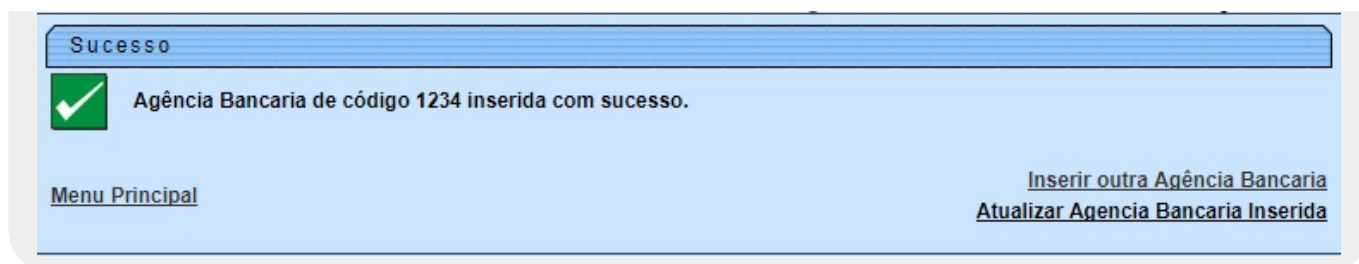 Sucesso
Agência Bancaria de código 1234 inserida com sucesso.
Menu Principal
Inserir outra Agência Bancaria
Atualizar Agencia Bancaria Inserida